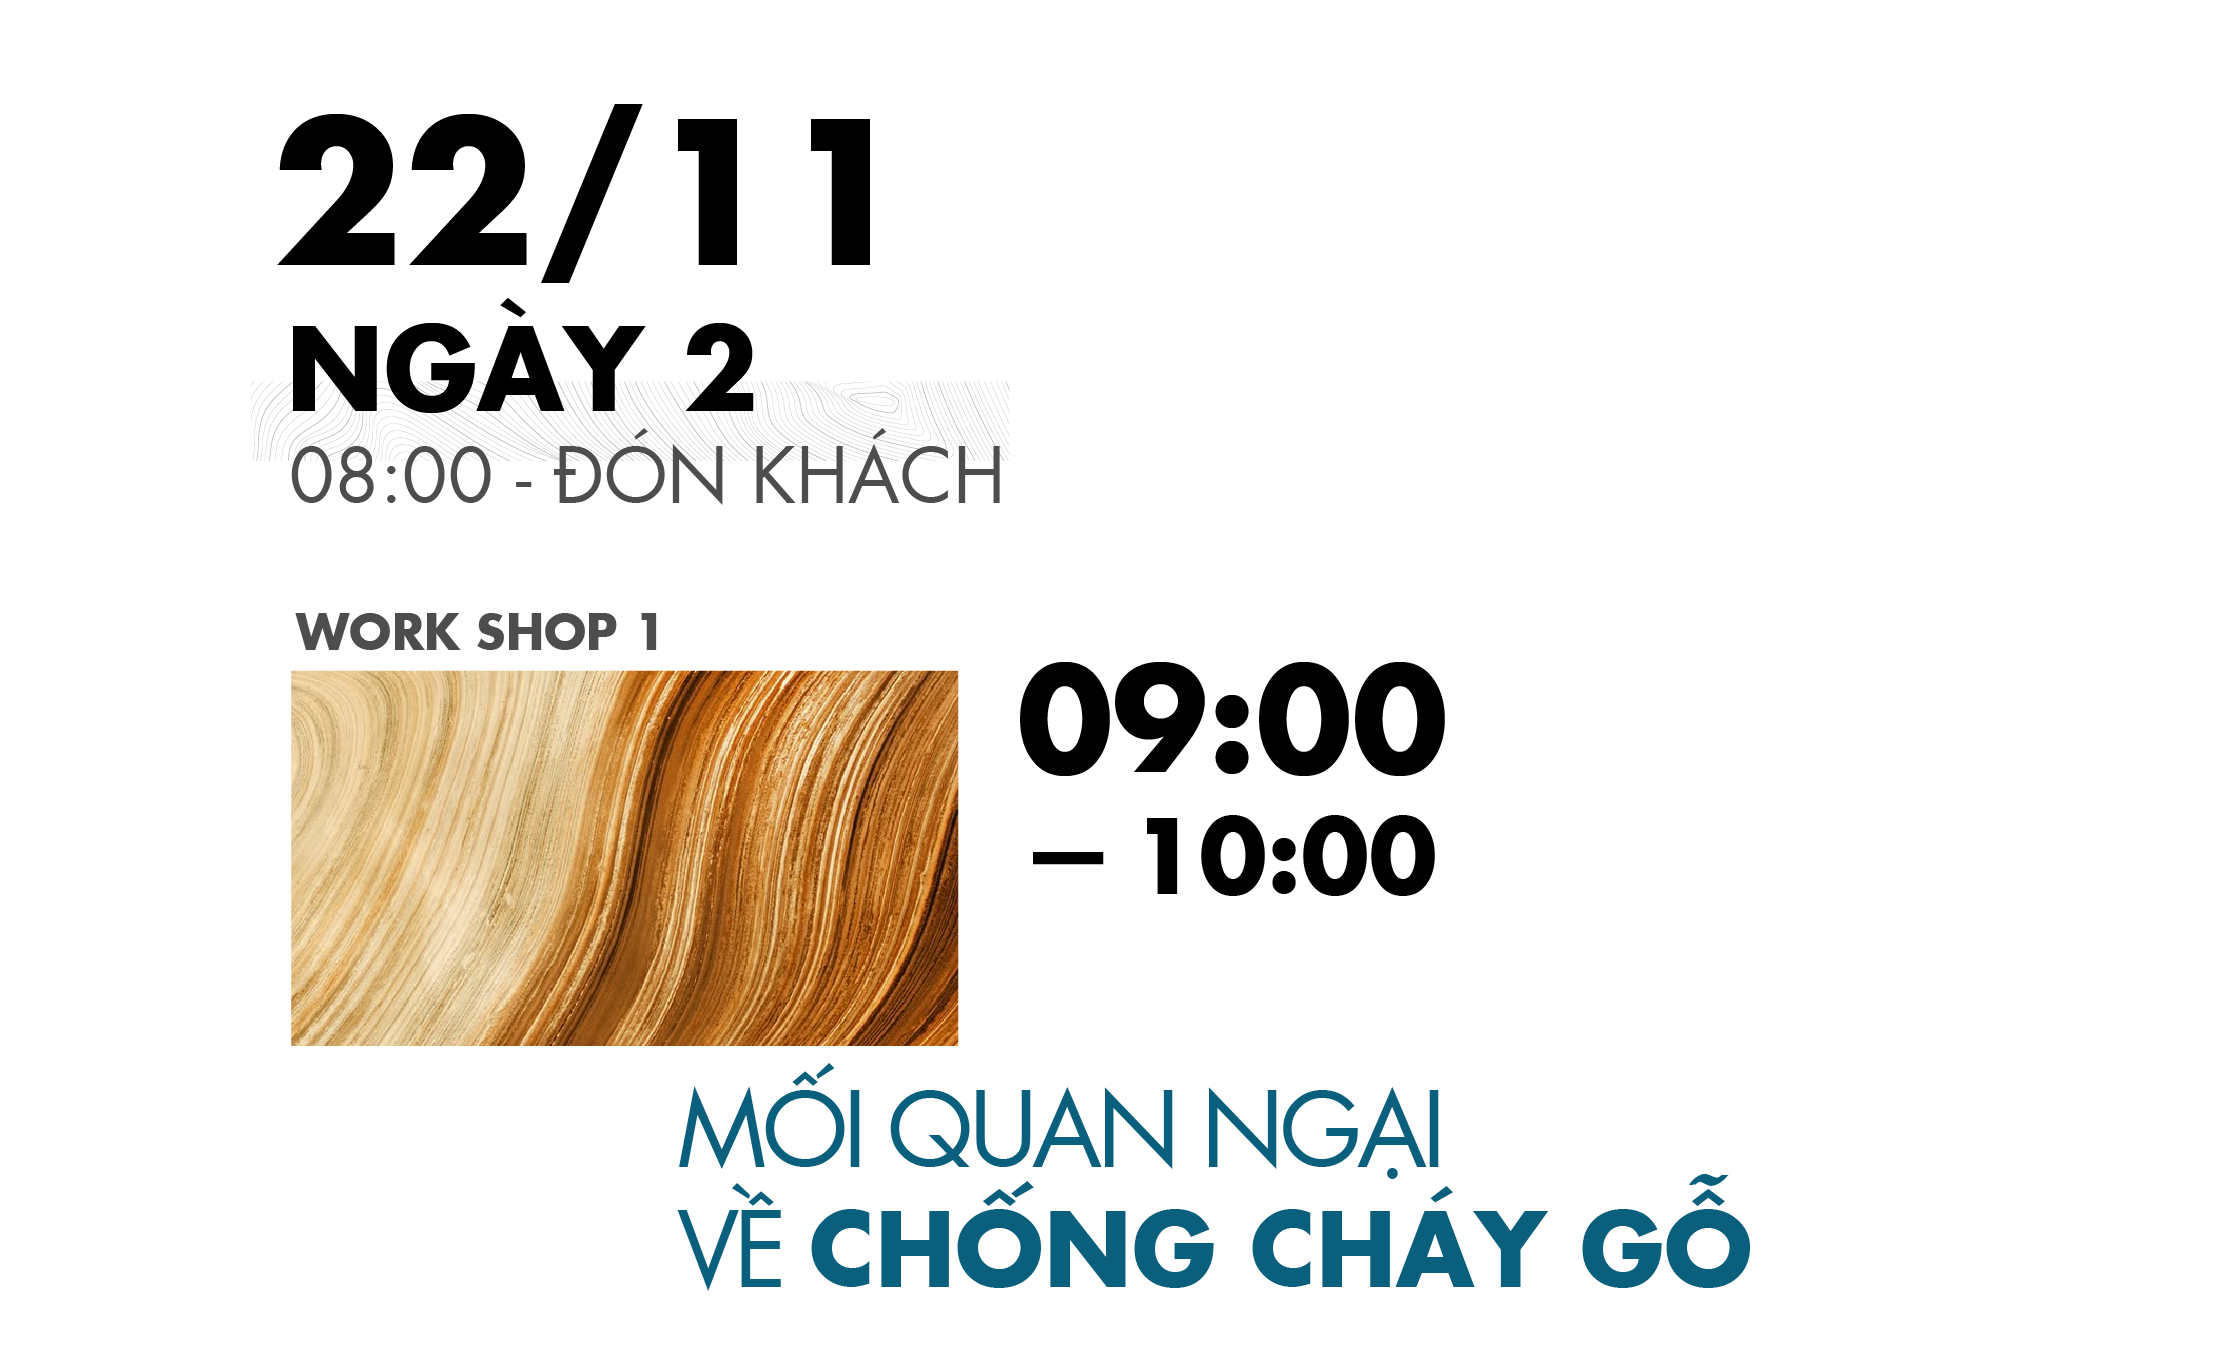 22/11
NGÀY 2
08:00 - ĐÓN KHÁCH
WORK SHOP 1
09:00
– 10:00
MỐI QUAN NGẠI
VỀ CHỐNG CHÁY GỖ